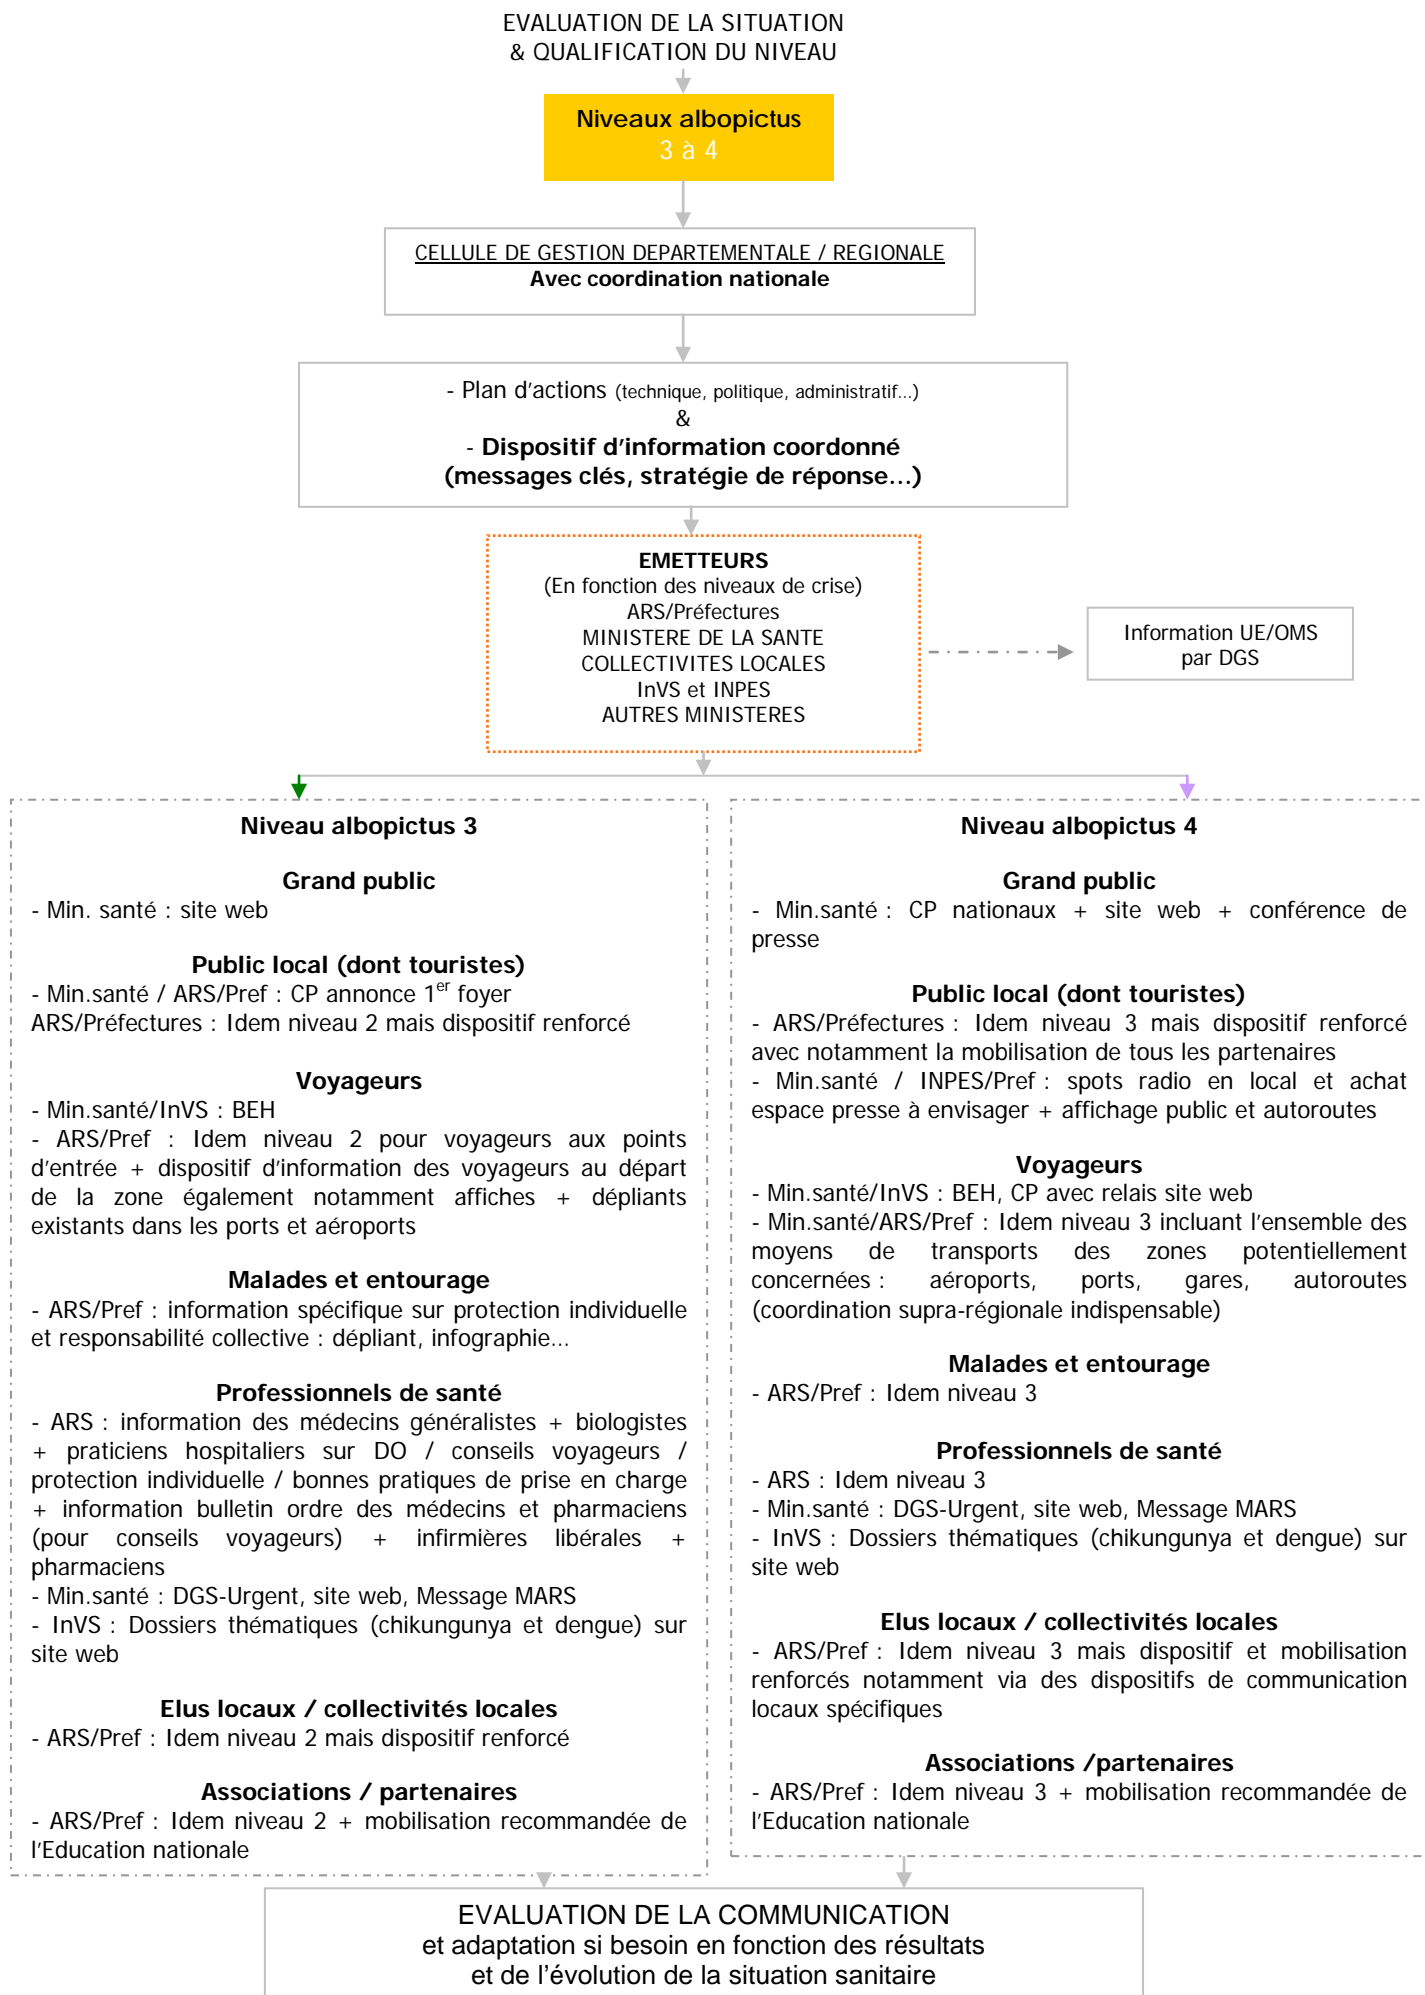 EVALUATION DE LA SITUATION
& QUALIFICATION DU NIVEAU
Niveaux albopictus
3 à 4
CELLULE DE GESTION DEPARTEMENTALE / REGIONALE
Avec coordination nationale
- Plan d'actions (technique, politique, administratif...)
&
- Dispositif d'information coordonné
(messages clés, stratégie de réponse...)
EMETTEURS
(En fonction des niveaux de crise)
ARS/Préfectures
MINISTERE DE LA SANTE
COLLECTIVITES LOCALES
InVS et INPES
AUTRES MINISTERES
Information UE/OMS
par DGS
Niveau albopictus 3
Grand public
- Min. santé : site web
Public local (dont touristes)
- Min.santé / ARS/Pref : CP annonce 1er foyer
ARS/Préfectures : Idem niveau 2 mais dispositif renforcé
Voyageurs
- Min.santé/InVS : BEH
- ARS/Pref : Idem niveau 2 pour voyageurs aux points
d'entrée + dispositif d'information des voyageurs au départ
de la zone également notamment affiches + dépliants
existants dans les ports et aéroports
Malades et entourage
- ARS/Pref : information spécifique sur protection individuelle
et responsabilité collective : dépliant, infographie...
Professionnels de santé
- ARS : information des médecins généralistes + biologistes
+ praticiens hospitaliers sur DO / conseils voyageurs /
protection individuelle / bonnes pratiques de prise en charge
+ information bulletin ordre des médecins et pharmaciens
(pour conseils voyageurs) + infirmières libérales +
pharmaciens
- Min.santé : DGS-Urgent, site web, Message MARS
- InVS : Dossiers thématiques (chikungunya et dengue) sur
site web
Elus locaux / collectivités locales
- ARS/Pref : Idem niveau 2 mais dispositif renforcé
Associations / partenaires
- ARS/Pref : Idem niveau 2 + mobilisation recommandée de
l'Education nationale
Niveau albopictus 4
Grand public
- Min.santé : CP nationaux + site web + conférence de
presse
Public local (dont touristes)
- ARS/Préfectures : Idem niveau 3 mais dispositif renforcé
avec notamment la mobilisation de tous les partenaires
- Min.santé / INPES/Pref : spots radio en local et achat
espace presse à envisager + affichage public et autoroutes
Voyageurs
- Min.santé/InVS : BEH, CP avec relais site web
- Min.santé/ARS/Pref : Idem niveau 3 incluant l'ensemble des
moyens de transports des zones potentiellement
concernées : aéroports, ports, gares, autoroutes
(coordination supra-régionale indispensable)
Malades et entourage
- ARS/Pref : Idem niveau 3
Professionnels de santé
- ARS : Idem niveau 3
- Min.santé : DGS-Urgent, site web, Message MARS
- InVS : Dossiers thématiques (chikungunya et dengue) sur
site web
Elus locaux / collectivités locales
- ARS/Pref : Idem niveau 3 mais dispositif et mobilisation
renforcés notamment via des dispositifs de communication
locaux spécifiques
Associations /partenaires
- ARS/Pref : Idem niveau 3 + mobilisation recommandée de
l'Education nationale
EVALUATION DE LA COMMUNICATION
et adaptation si besoin en fonction des résultats
et de l'évolution de la situation sanitaire